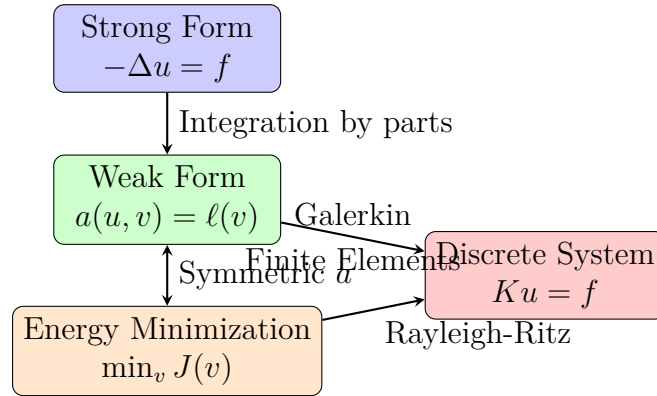 Strong Form
−Δu = f
Integration by parts
Weak Form
a(u, v) = ℓ(v)
Galerkin
Finite Elements
Symmetric a
Discrete System
Ku = f
Energy Minimization
min_v J(v)
Rayleigh-Ritz